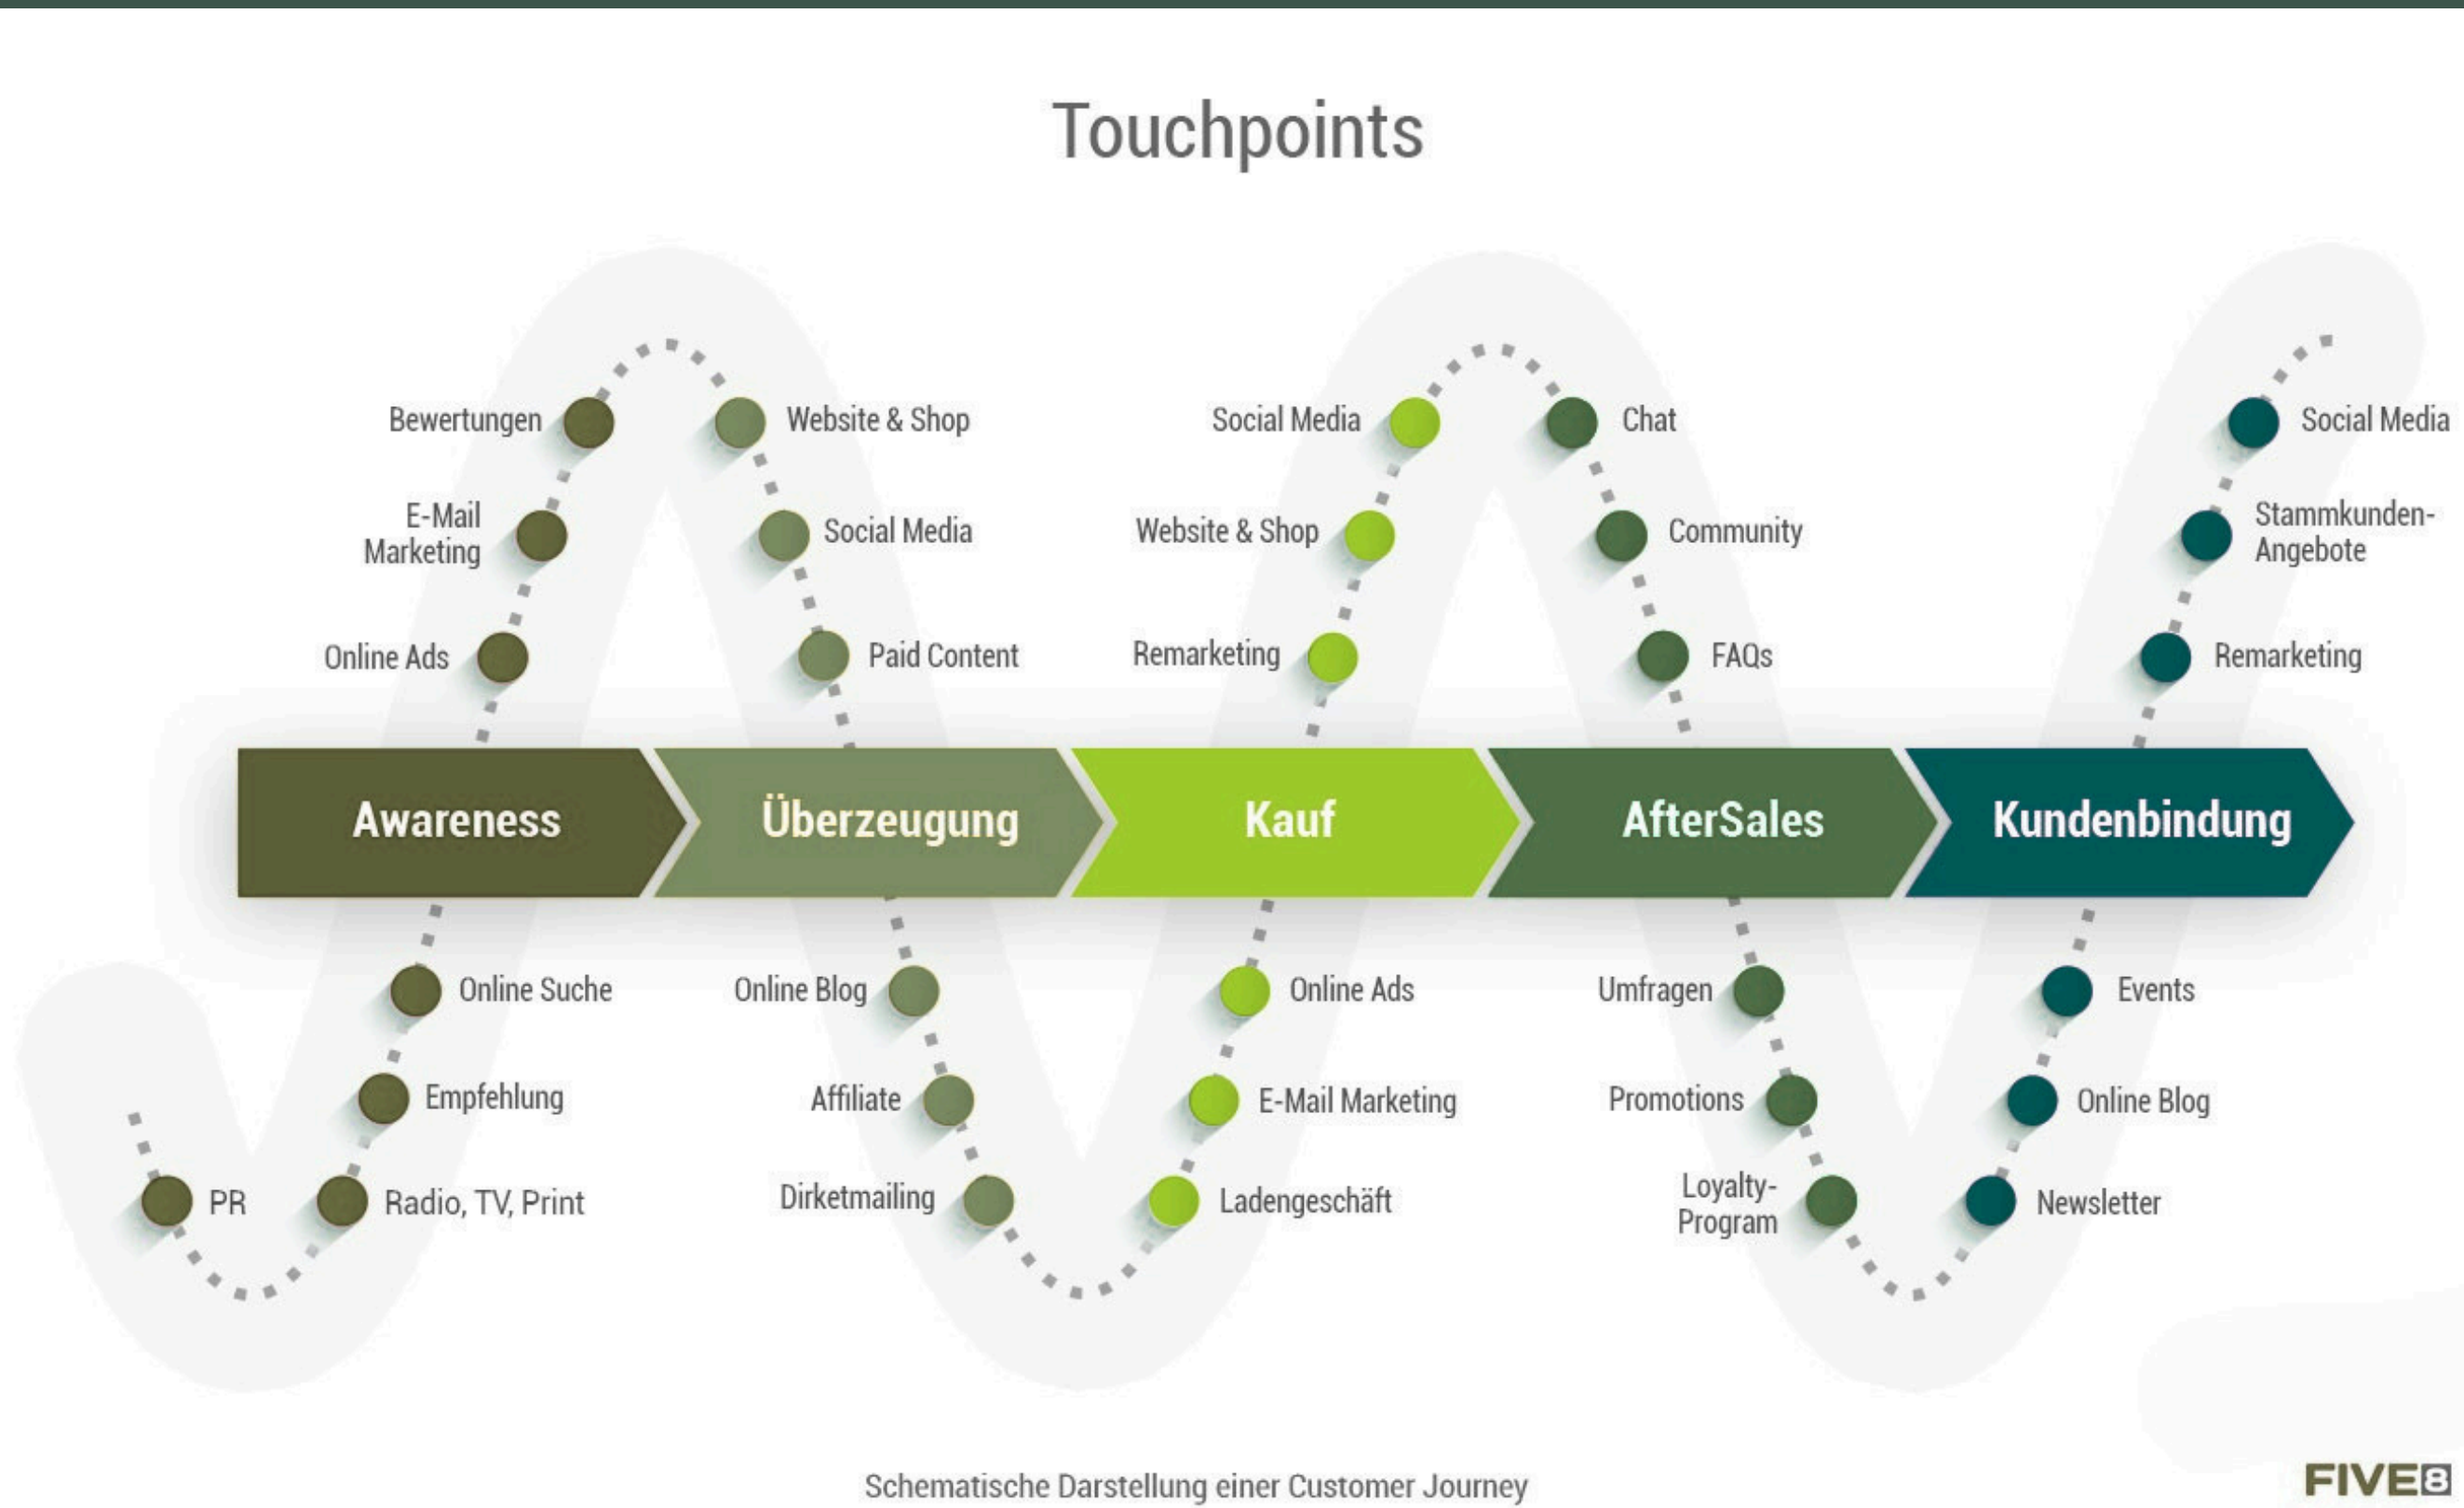 Touchpoints
Bewertungen
Website & Shop
Social Media
Chat
Social Media
E-Mail
Marketing
Social Media
Website & Shop
Community
Stammkunden-
Angebote
Online Ads
Paid Content
Remarketing
FAQs
Remarketing
Awareness
Überzeugung
Kauf
AfterSales
Kundenbindung
Online Suche
Online Blog
Online Ads
Umfragen
Events
Empfehlung
Affiliate
E-Mail Marketing
Promotions
Online Blog
PR
Radio, TV, Print
Dirketmailing
Ladengeschäft
Loyalty-
Program
Newsletter
Schematische Darstellung einer Customer Journey
FIVE8